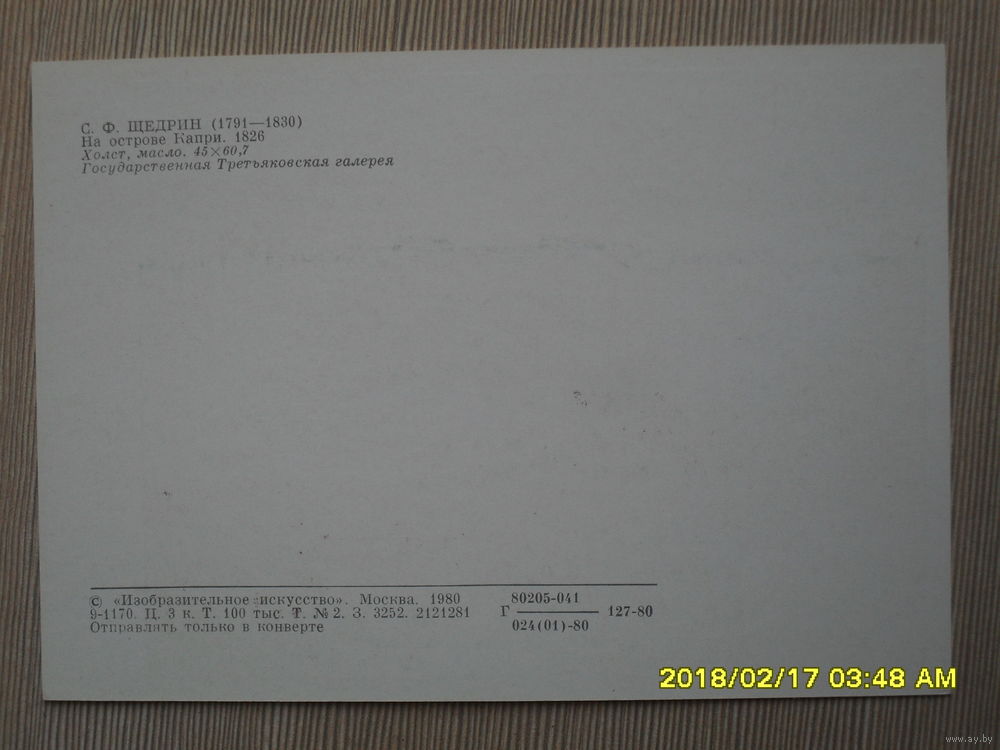 С. Ф. ЩЕДРИН (1791—1830)
На острове Капри. 1826
Холст, масло. 45×60,7
Государственная Третьяковская галерея
© «Изобразительное искусство». Москва. 1980
9-1170. Ц. 3 к. Т. 100 тыс. Т. № 2. З. 3252. 2121281
Отправлять только в конверте
80205-041
Г ——— 127-80
024(01)-80
2018/02/17 03:48 AM
www.ay.by